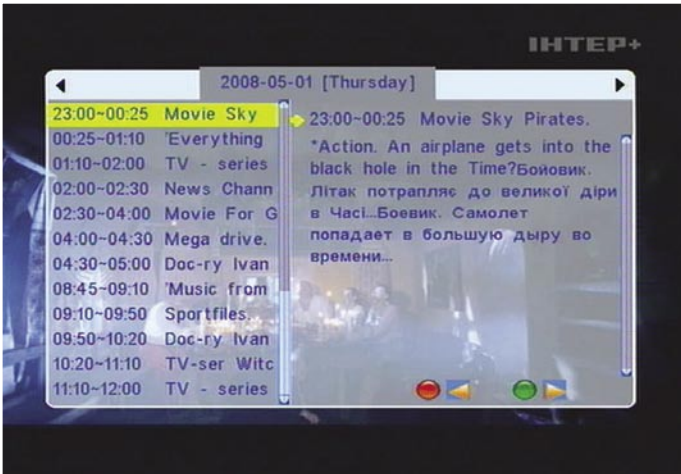 ІНТЕР+
2008-05-01 [Thursday]
23:00~00:25 Movie Sky
00:25~01:10 'Everything
01:10~02:00 TV - series
02:00~02:30 News Chann
02:30~04:00 Movie For G
04:00~04:30 Mega drive.
04:30~05:00 Doc-ry Ivan
08:45~09:10 'Music from
09:10~09:50 Sportfiles.
09:50~10:20 Doc-ry Ivan
10:20~11:10 TV-ser Witc
11:10~12:00 TV - series
23:00~00:25 Movie Sky Pirates.
*Action. An airplane gets into the
black hole in the Time?Бойовик.
Літак потрапляє до великої діри
в Часі...Боевик. Самолет
попадает в большую дыру во
времени...